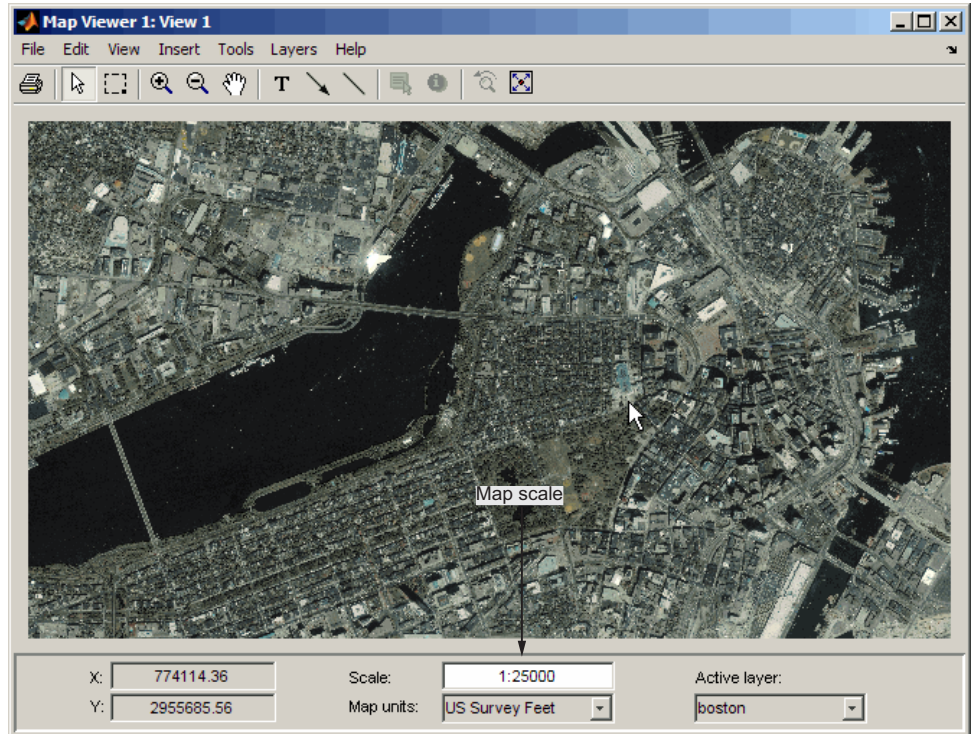 Map Viewer 1: View 1
File Edit View Insert Tools Layers Help
T
Map scale
X: 774114.36 Scale: 1:25000 Active layer:
Y: 2955685.56 Map units: US Survey Feet boston